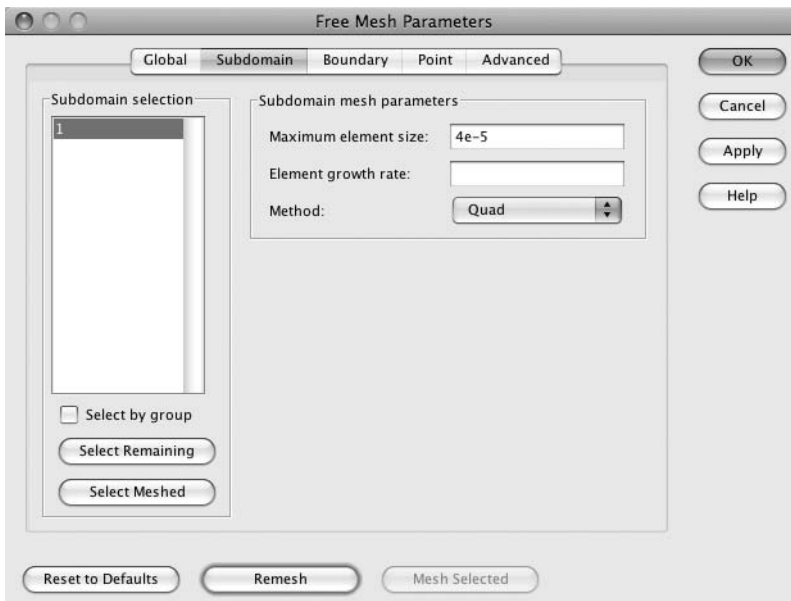 Free Mesh Parameters
Global Subdomain Boundary Point Advanced
Subdomain selection
1
Select by group
Select Remaining
Select Meshed
Subdomain mesh parameters
Maximum element size: 4e-5
Element growth rate:
Method: Quad
OK
Cancel
Apply
Help
Reset to Defaults Remesh Mesh Selected